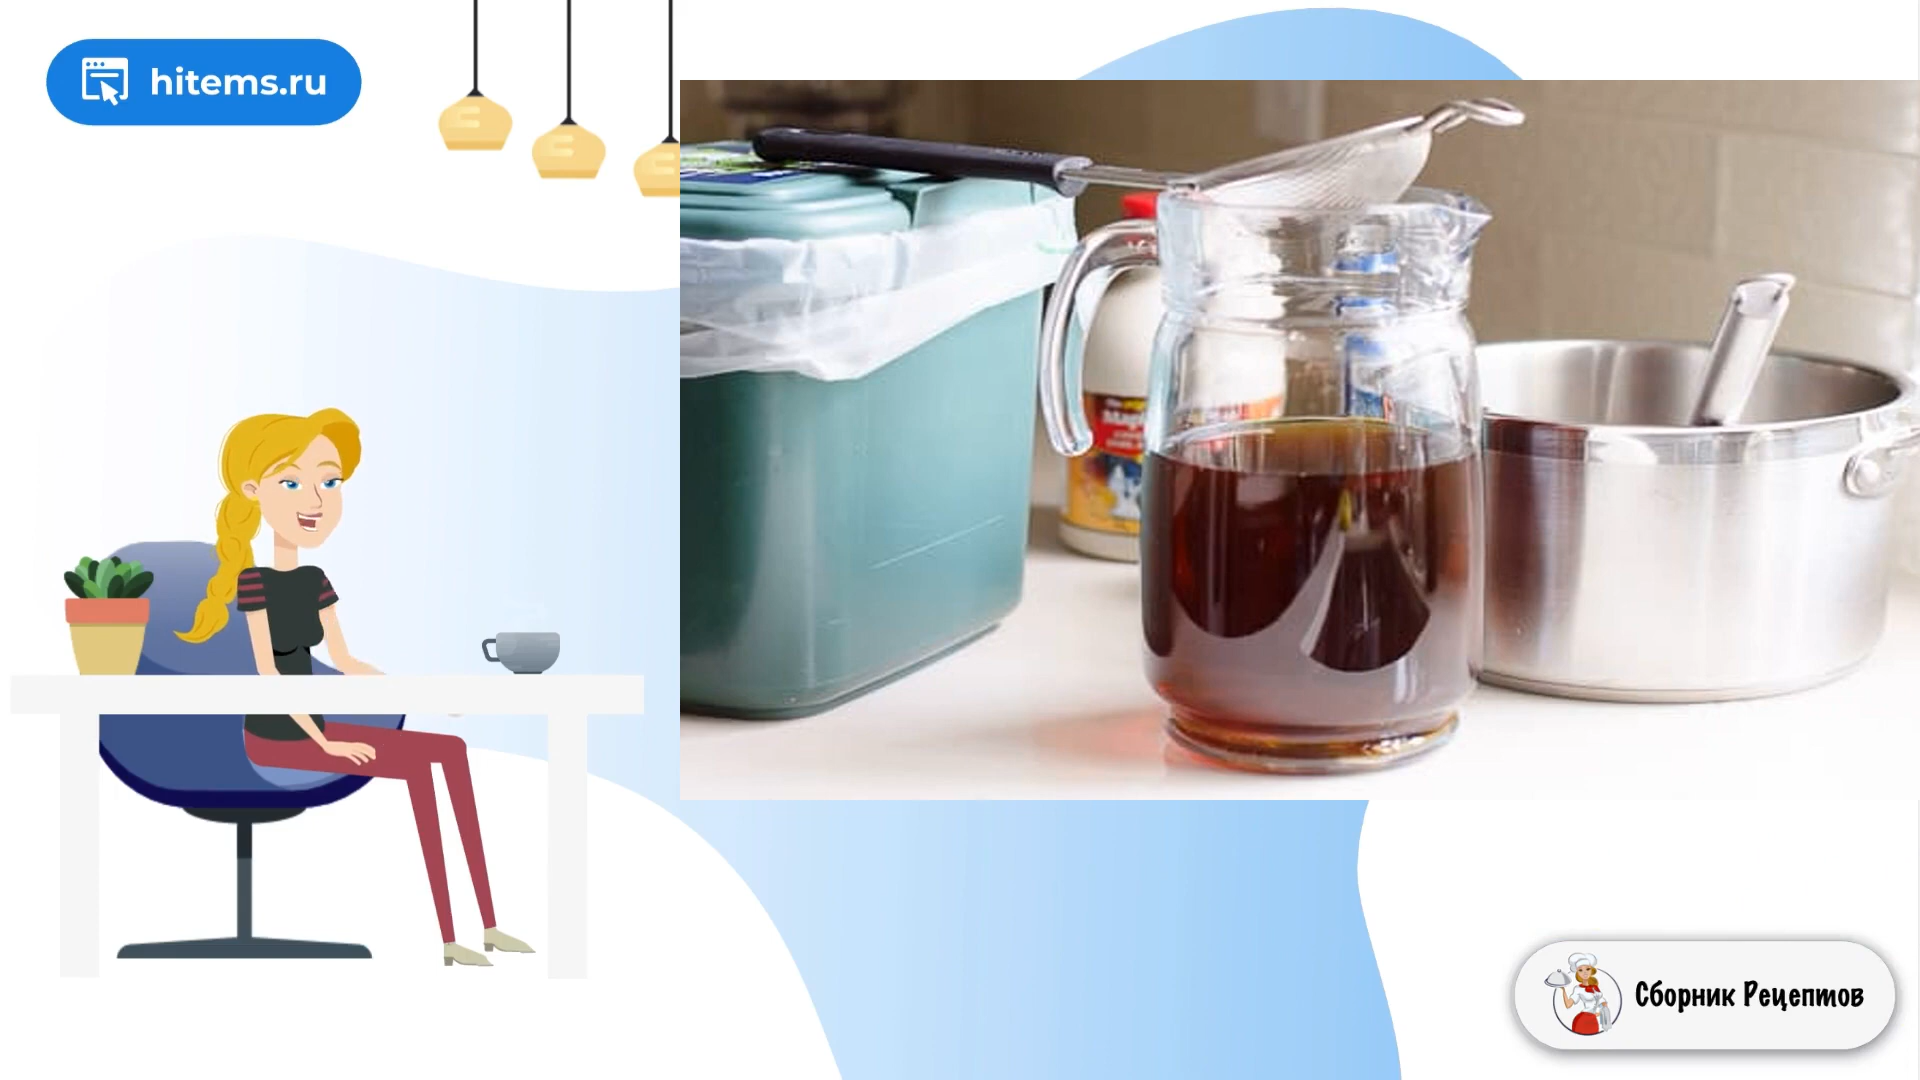 hitems.ru
Сборник Рецептов